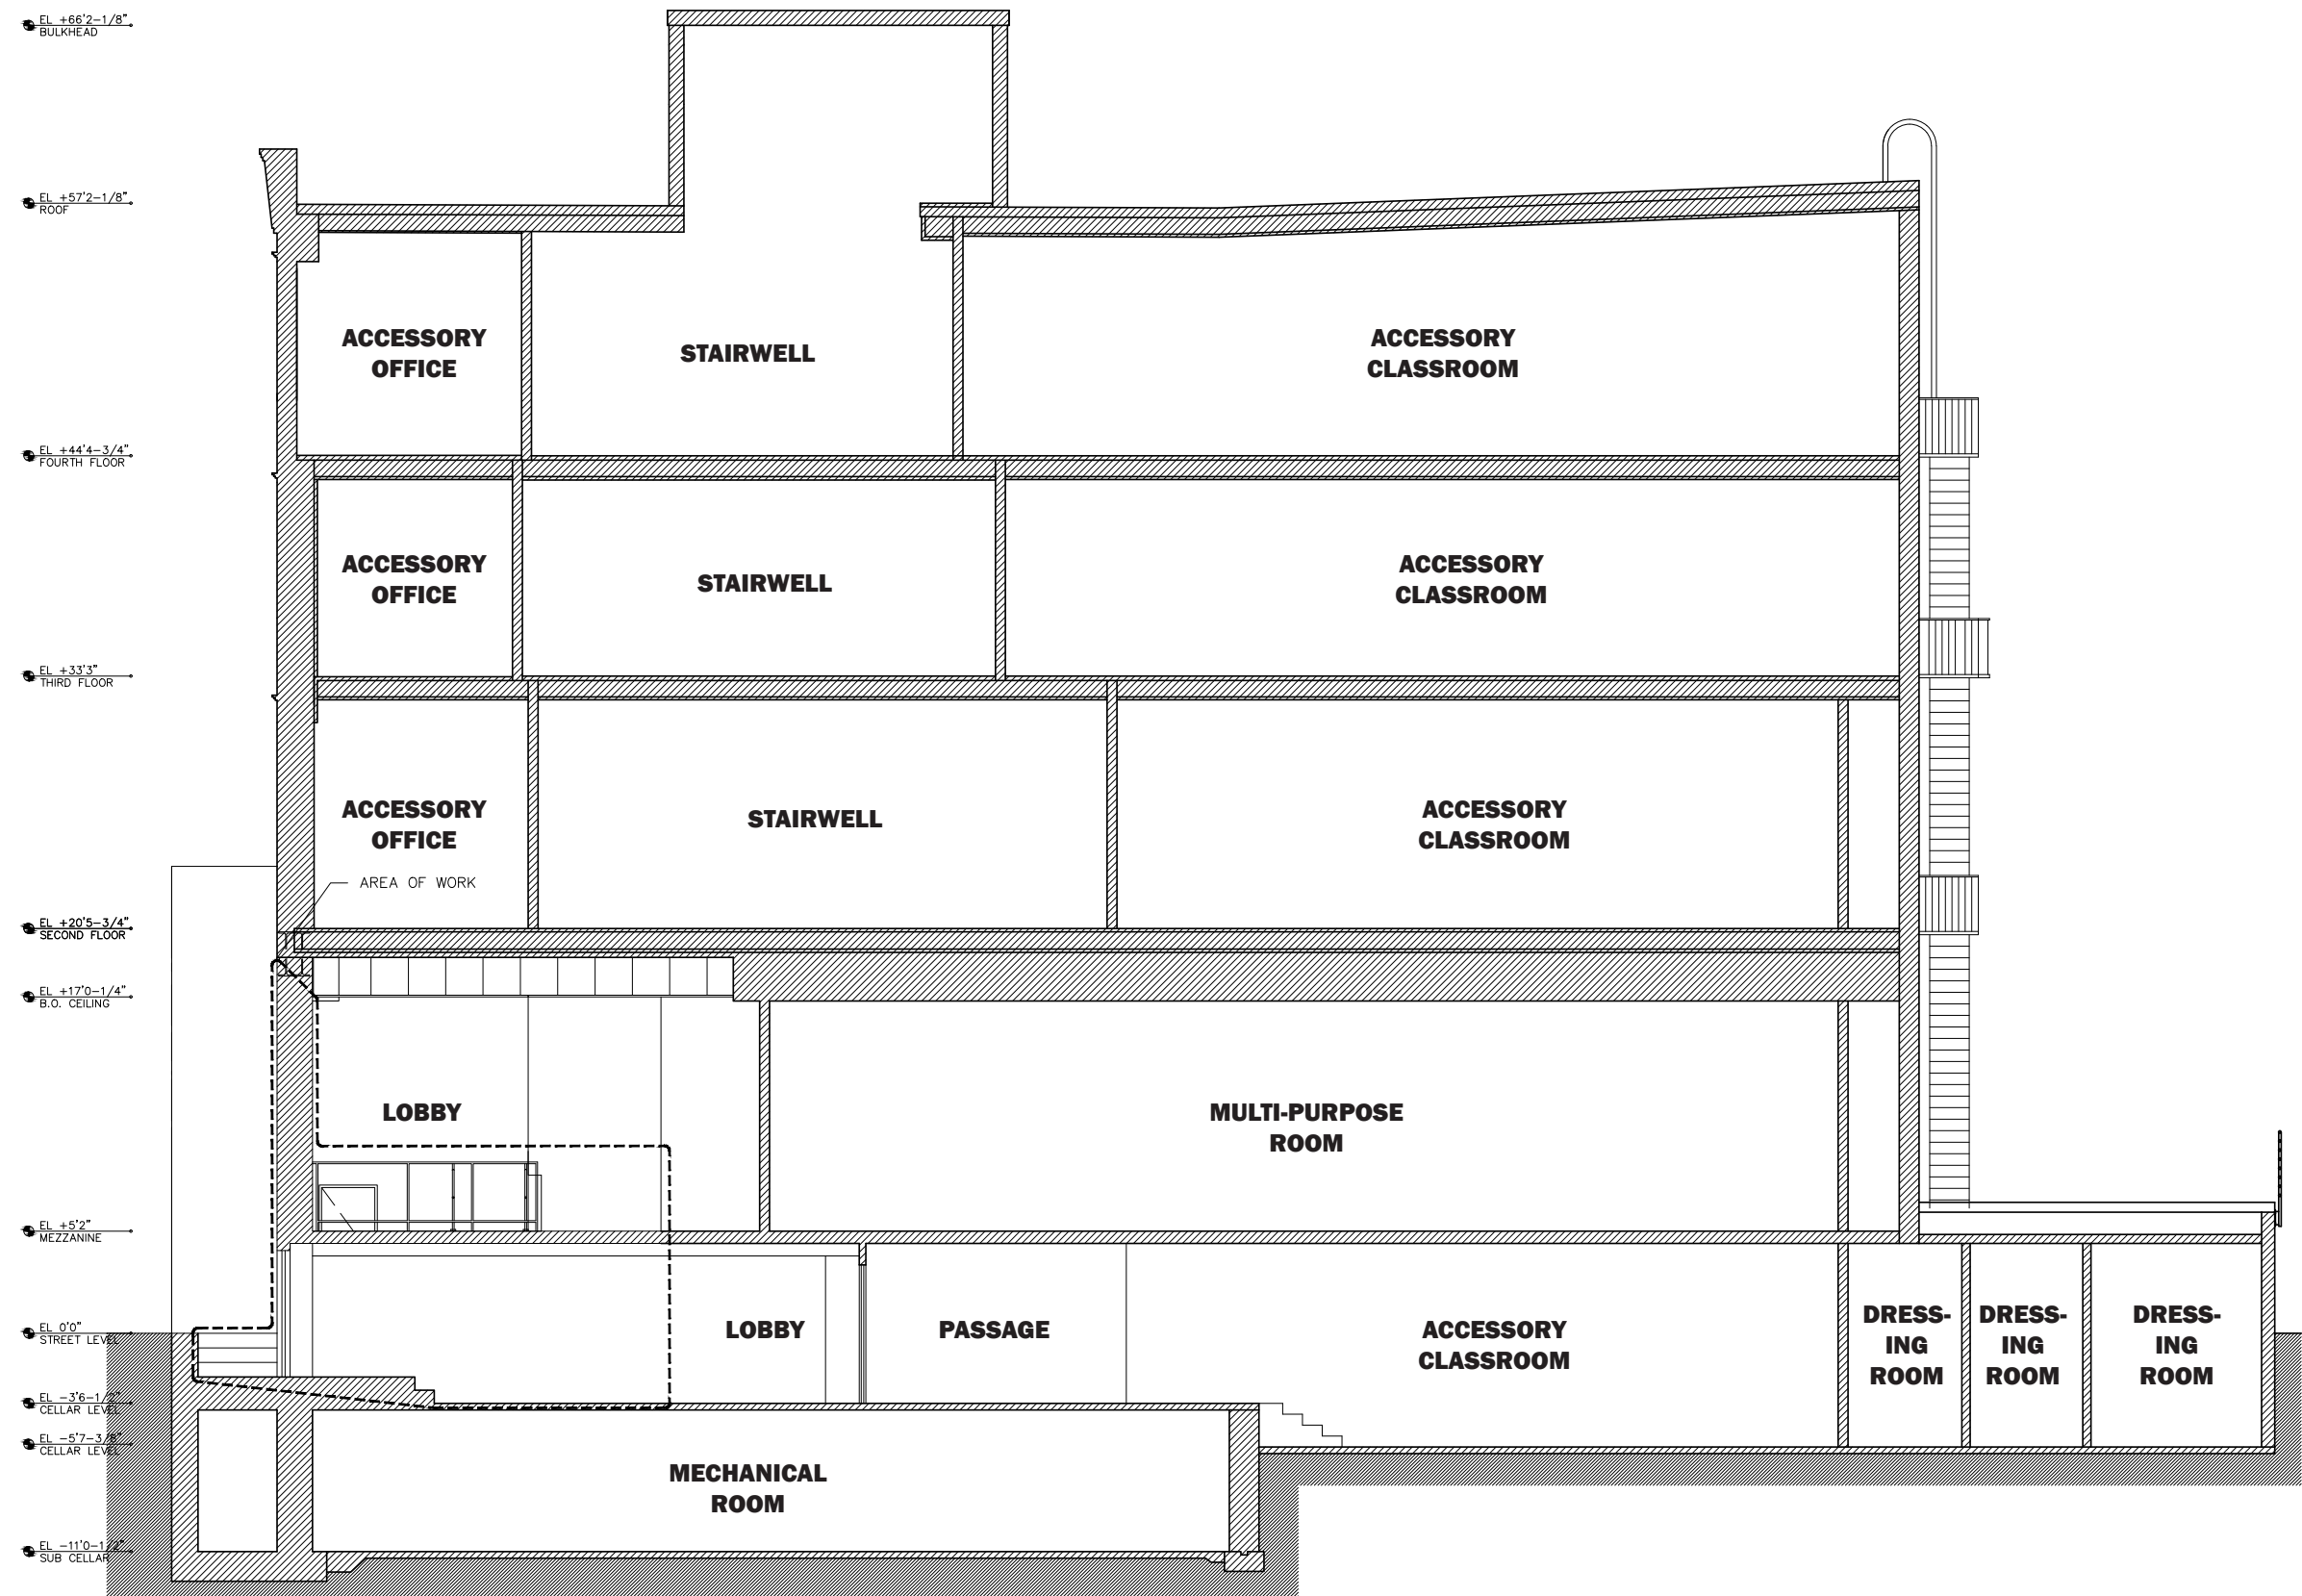 EL +66'2-1/8"
BULKHEAD
EL +57'2-1/8"
ROOF
ACCESSORY
OFFICE
STAIRWELL
ACCESSORY
CLASSROOM
EL +44'4-3/4"
FOURTH FLOOR
ACCESSORY
OFFICE
STAIRWELL
ACCESSORY
CLASSROOM
EL +33'3"
THIRD FLOOR
ACCESSORY
OFFICE
STAIRWELL
ACCESSORY
CLASSROOM
AREA OF WORK
EL +20'5-3/4"
SECOND FLOOR
EL +17'0-1/4"
B.O. CEILING
LOBBY
MULTI-PURPOSE
ROOM
EL +5'2"
MEZZANINE
EL 0'0"
STREET LEVEL
LOBBY
PASSAGE
ACCESSORY
CLASSROOM
DRESS-
ING
ROOM
DRESS-
ING
ROOM
DRESS-
ING
ROOM
EL -3'6-1/2"
CELLAR LEVEL
EL -5'7-3/8"
CELLAR LEVEL
MECHANICAL
ROOM
EL -11'0-1/2"
SUB CELLAR